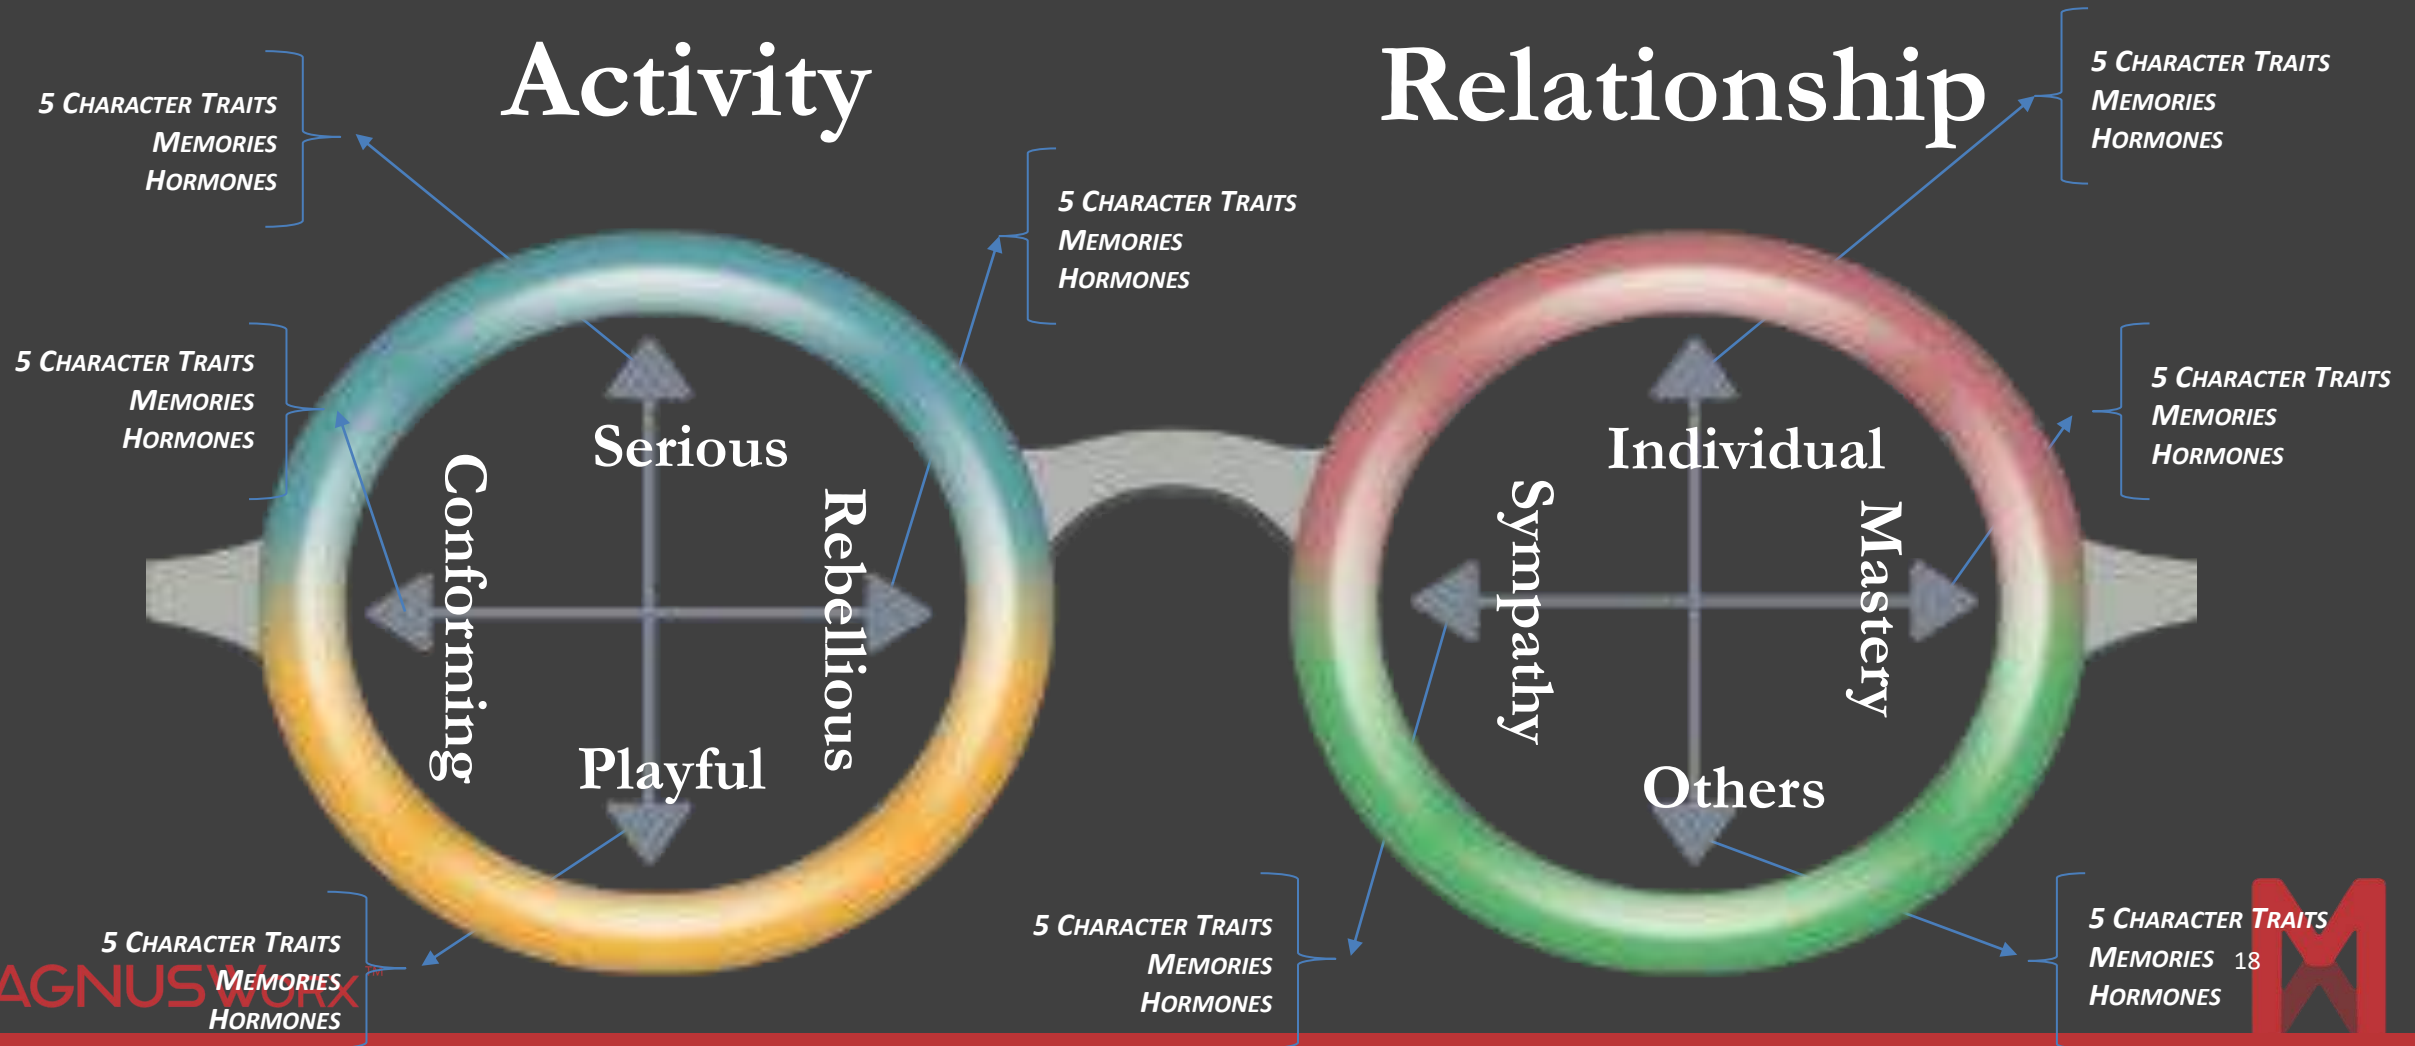 Activity
Relationship
5 CHARACTER TRAITS
MEMORIES
HORMONES
5 CHARACTER TRAITS
MEMORIES
HORMONES
5 CHARACTER TRAITS
MEMORIES
HORMONES
5 CHARACTER TRAITS
MEMORIES
HORMONES
5 CHARACTER TRAITS
MEMORIES
HORMONES
Serious
Conforming
Rebellious
Playful
Individual
Sympathy
Mastery
Others
5 CHARACTER TRAITS
MEMORIES
HORMONES
5 CHARACTER TRAITS
MEMORIES
HORMONES
5 CHARACTER TRAITS
MEMORIES
HORMONES
AGNUSWORX™
18